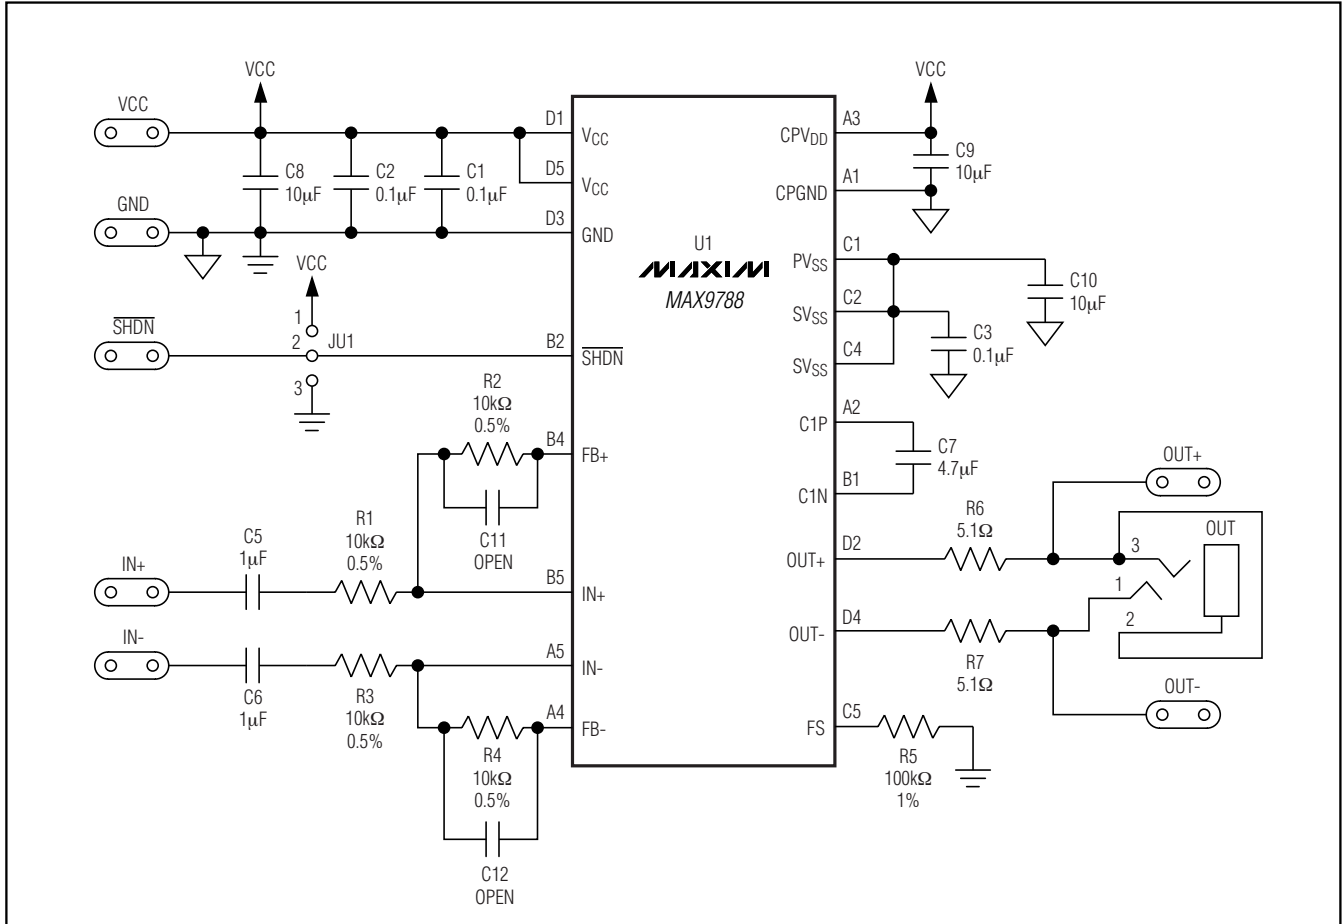 VCC
VCC
GND
VCC
SHDN
1
2
3
JU1
C8
10µF
C2
0.1µF
C1
0.1µF
D1
D5
D3
B2
R2
10kΩ
0.5%
B4
C11
OPEN
IN+
C5
1µF
R1
10kΩ
0.5%
B5
IN-
C6
1µF
R3
10kΩ
0.5%
A5
A4
R4
10kΩ
0.5%
C12
OPEN
VCC
VCC
GND
SHDN
FB+
IN+
IN-
FB-
U1
MAXIM
MAX9788
CPVDD
CPGND
PVSS
SVSS
SVSS
C1P
C1N
OUT+
OUT-
FS
A3
A1
C1
C2
C4
A2
B1
D2
D4
C5
VCC
C9
10µF
C10
10µF
C3
0.1µF
C7
4.7µF
R6
5.1Ω
R7
5.1Ω
R5
100kΩ
1%
OUT+
OUT
3
1
2
OUT-